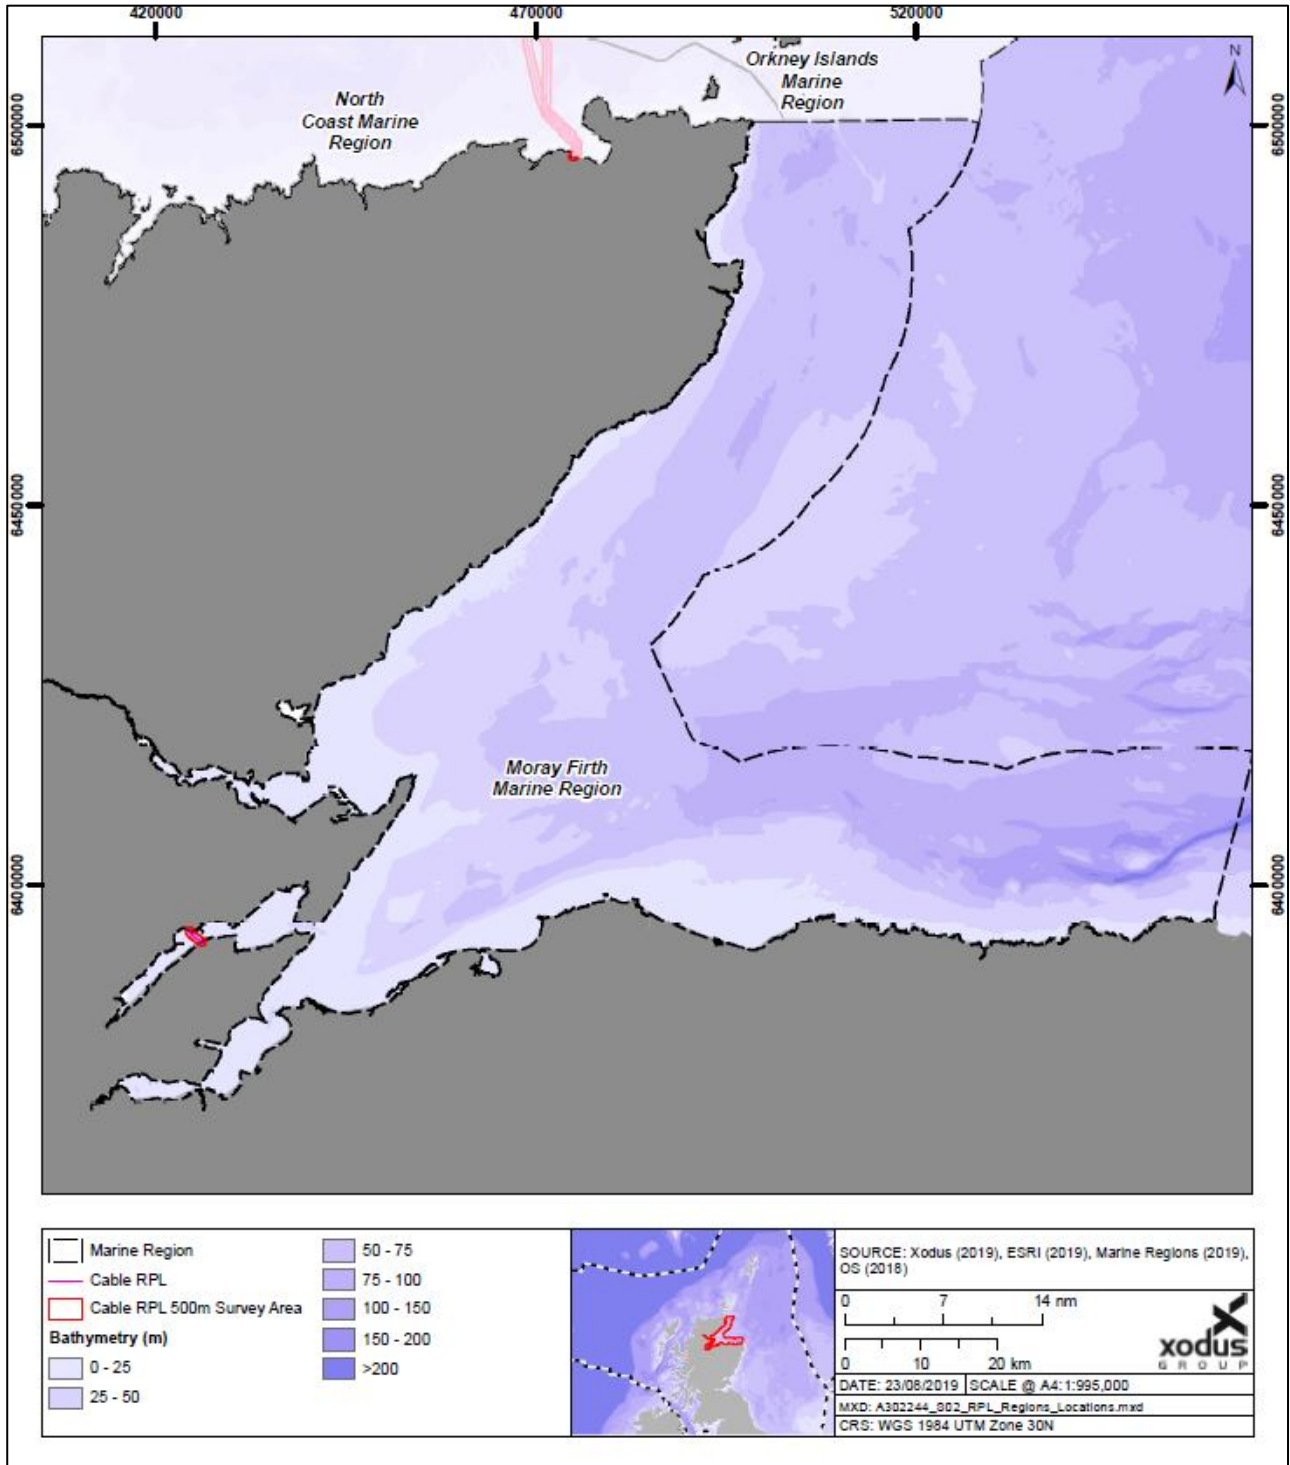 420000
470000
520000
Orkney Islands
Marine
Region
N
North
Coast Marine
Region
6500000
6500000
6450000
6450000
Moray Firth
Marine Region
6400000
6400000
Marine Region
Cable RPL
Cable RPL 500m Survey Area
Bathymetry (m)
0 - 25
25 - 50
50 - 75
75 - 100
100 - 150
150 - 200
>200
SOURCE: Xodus (2019), ESRI (2019), Marine Regions (2019),
OS (2018)
0 7 14 nm
0 10 20 km
xodus
GROUP
DATE: 23/08/2019 SCALE @ A4: 1:995,000
MXD: A302244_S02_RPL_Regions_Locations.mxd
CRS: WGS 1984 UTM Zone 30N